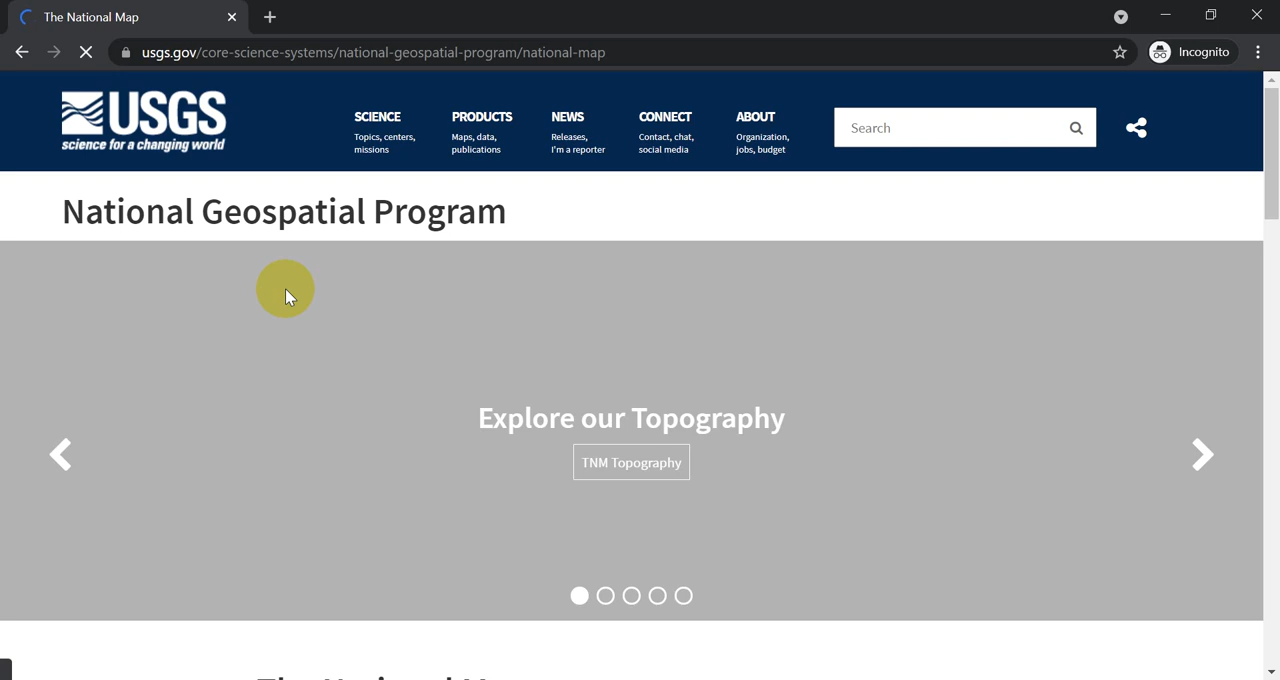 The National Map
usgs.gov/core-science-systems/national-geospatial-program/national-map
Incognito
USGS
science for a changing world
SCIENCE
Topics, centers,
missions
PRODUCTS
Maps, data,
publications
NEWS
Releases,
I'm a reporter
CONNECT
Contact, chat,
social media
ABOUT
Organization,
jobs, budget
Search
National Geospatial Program
Explore our Topography
TNM Topography